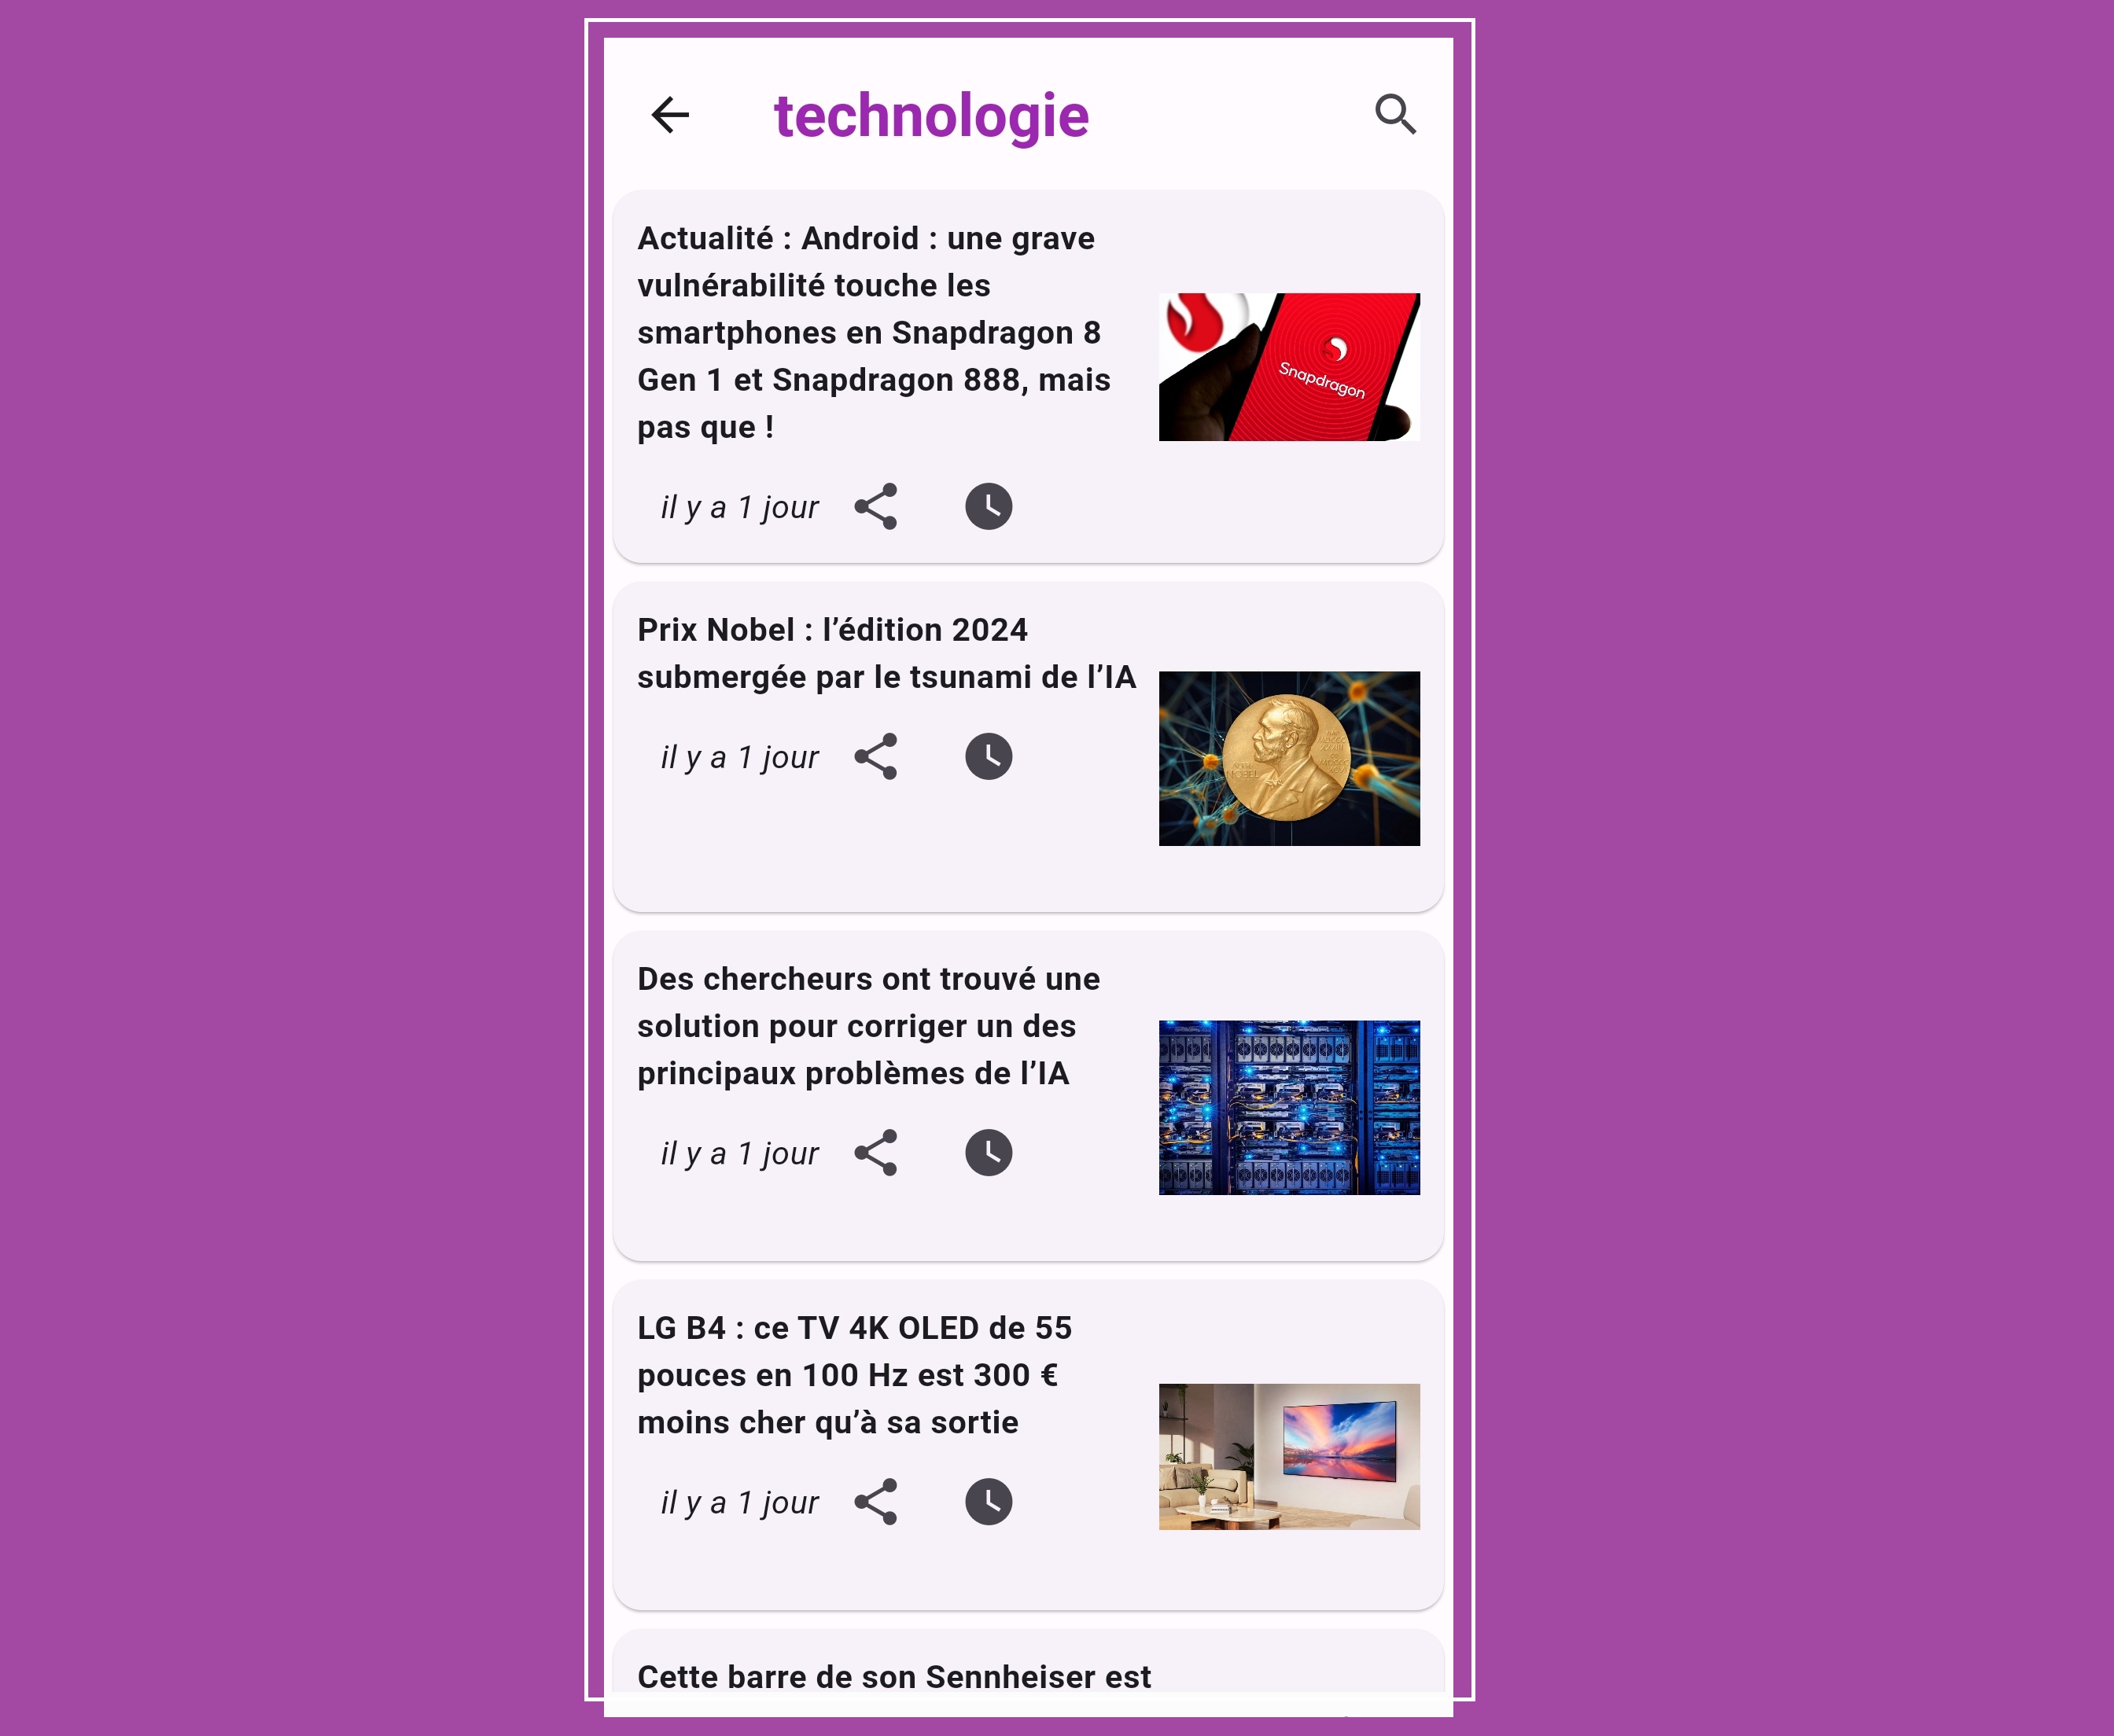 technologie
Actualité : Android : une grave
vulnérabilité touche les
smartphones en Snapdragon 8
Gen 1 et Snapdragon 888, mais
pas que !
Snapdragon
il y a 1 jour
Prix Nobel : l’édition 2024
submergée par le tsunami de l’IA
il y a 1 jour
Des chercheurs ont trouvé une
solution pour corriger un des
principaux problèmes de l’IA
il y a 1 jour
LG B4 : ce TV 4K OLED de 55
pouces en 100 Hz est 300 €
moins cher qu’à sa sortie
il y a 1 jour
Cette barre de son Sennheiser est